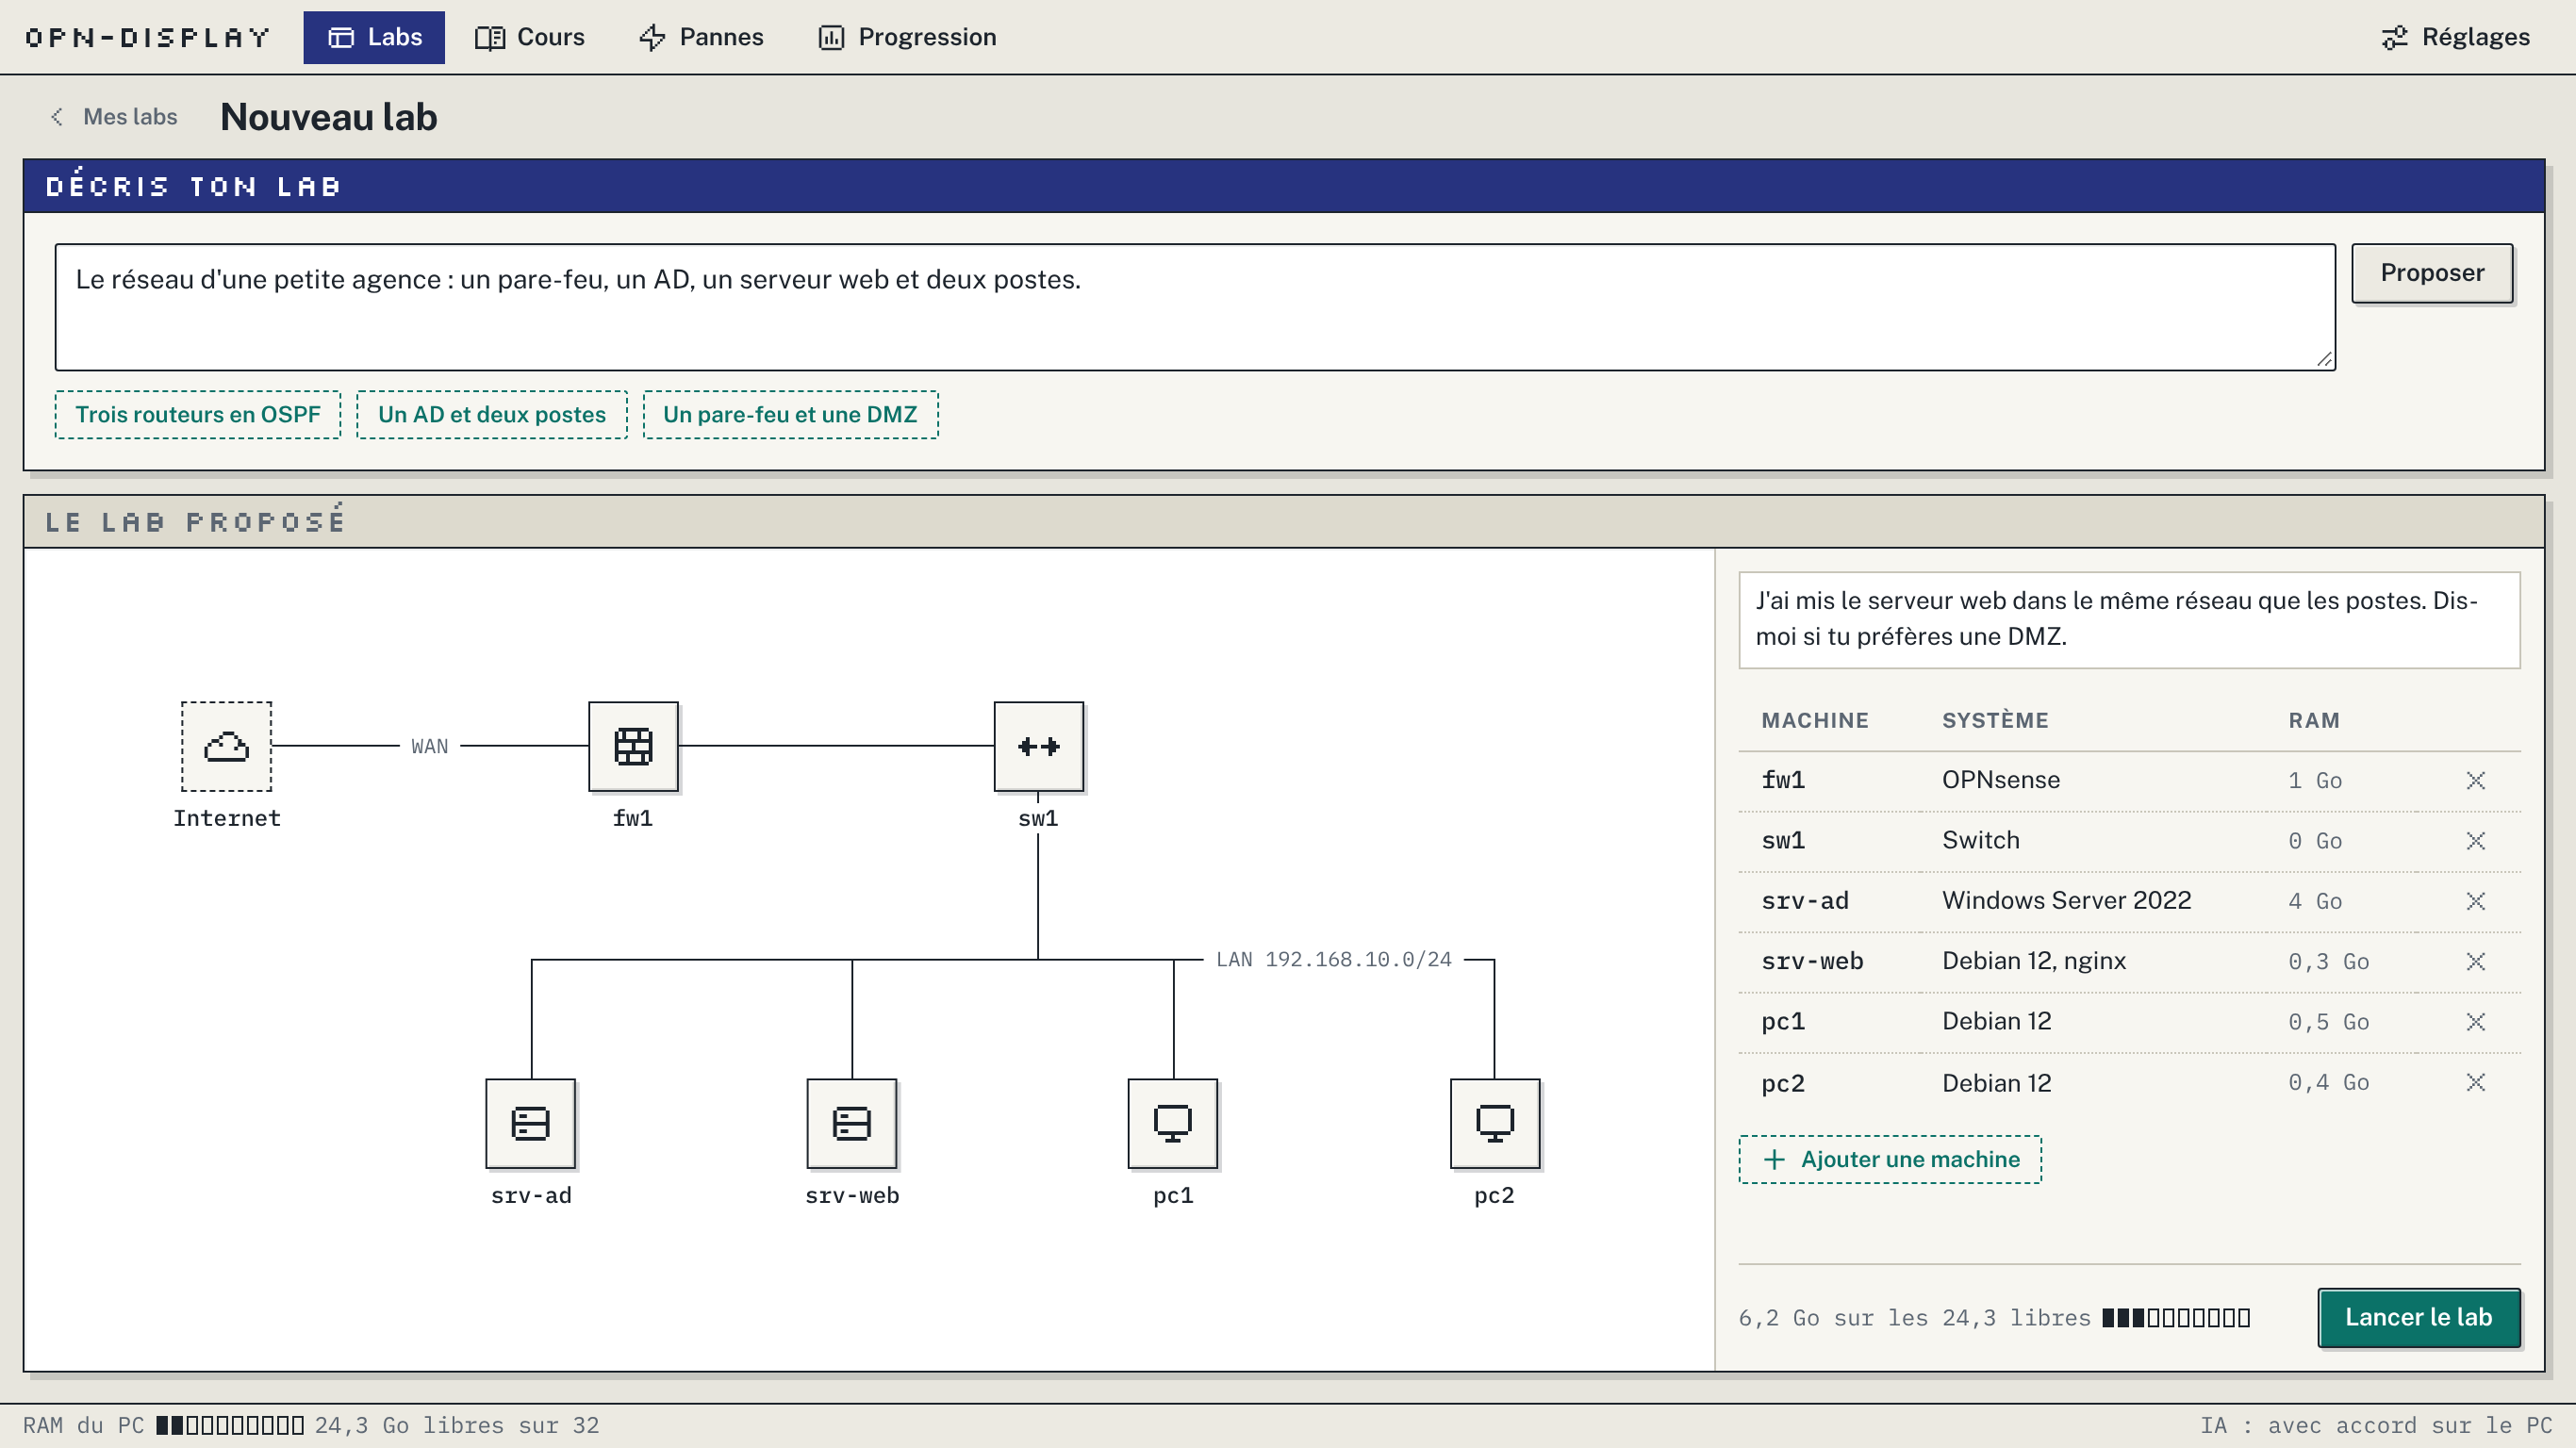 OPN-DISPLAY
Labs
Cours
Pannes
Progression
Réglages
Mes labs
Nouveau lab
DÉCRIS TON LAB
Le réseau d'une petite agence : un pare-feu, un AD, un serveur web et deux postes.
Proposer
Trois routeurs en OSPF
Un AD et deux postes
Un pare-feu et une DMZ
LE LAB PROPOSÉ
WAN
Internet
fw1
sw1
LAN 192.168.10.0/24
srv-ad
srv-web
pc1
pc2
J'ai mis le serveur web dans le même réseau que les postes. Dis-
moi si tu préfères une DMZ.
MACHINE SYSTÈME RAM
fw1 OPNsense 1 Go
sw1 Switch 0 Go
srv-ad Windows Server 2022 4 Go
srv-web Debian 12, nginx 0,3 Go
pc1 Debian 12 0,5 Go
pc2 Debian 12 0,4 Go
Ajouter une machine
6,2 Go sur les 24,3 libres
Lancer le lab
RAM du PC 24,3 Go libres sur 32
IA : avec accord sur le PC